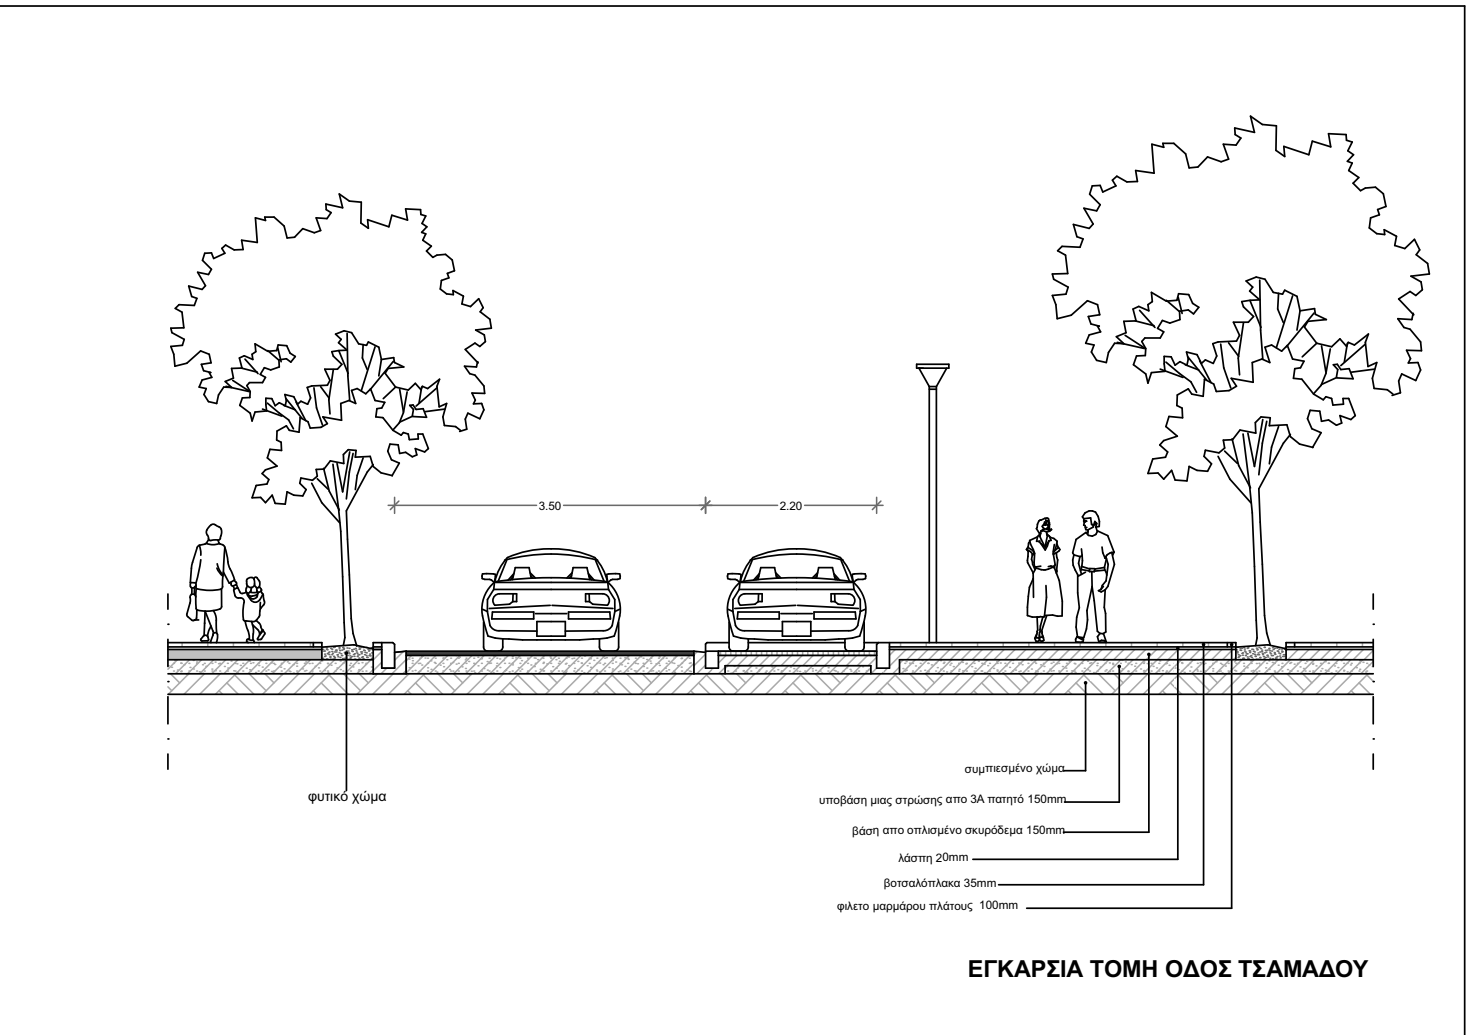 3.50
2.20
συμπιεσμένο χώμα
φυτικό χώμα
υποβάση μιας στρώσης απο 3Α πατητό 150mm
βάση απο οπλισμένο σκυρόδεμα 150mm
λάσπη 20mm
βοτσαλόπλακα 35mm
φιλετο μαρμάρου πλάτους 100mm
ΕΓΚΑΡΣΙΑ ΤΟΜΗ ΟΔΟΣ ΤΣΑΜΑΔΟΥ